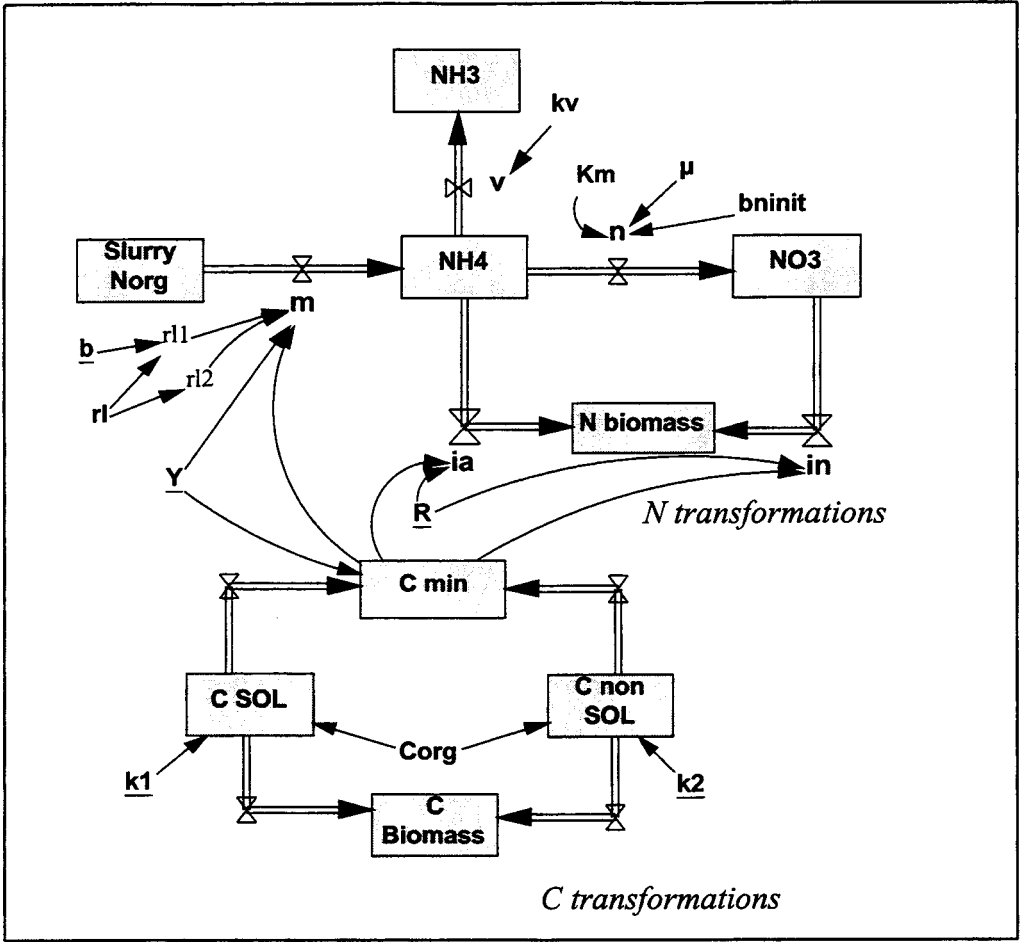 NH3
kv
v
Km
µ
bninit
n
Slurry
Norg
NH4
NO3
m
b
rl1
rl2
rl
N biomass
ia
in
Y
R
N transformations
C min
C SOL
C non
SOL
Corg
k1
k2
C
Biomass
C transformations